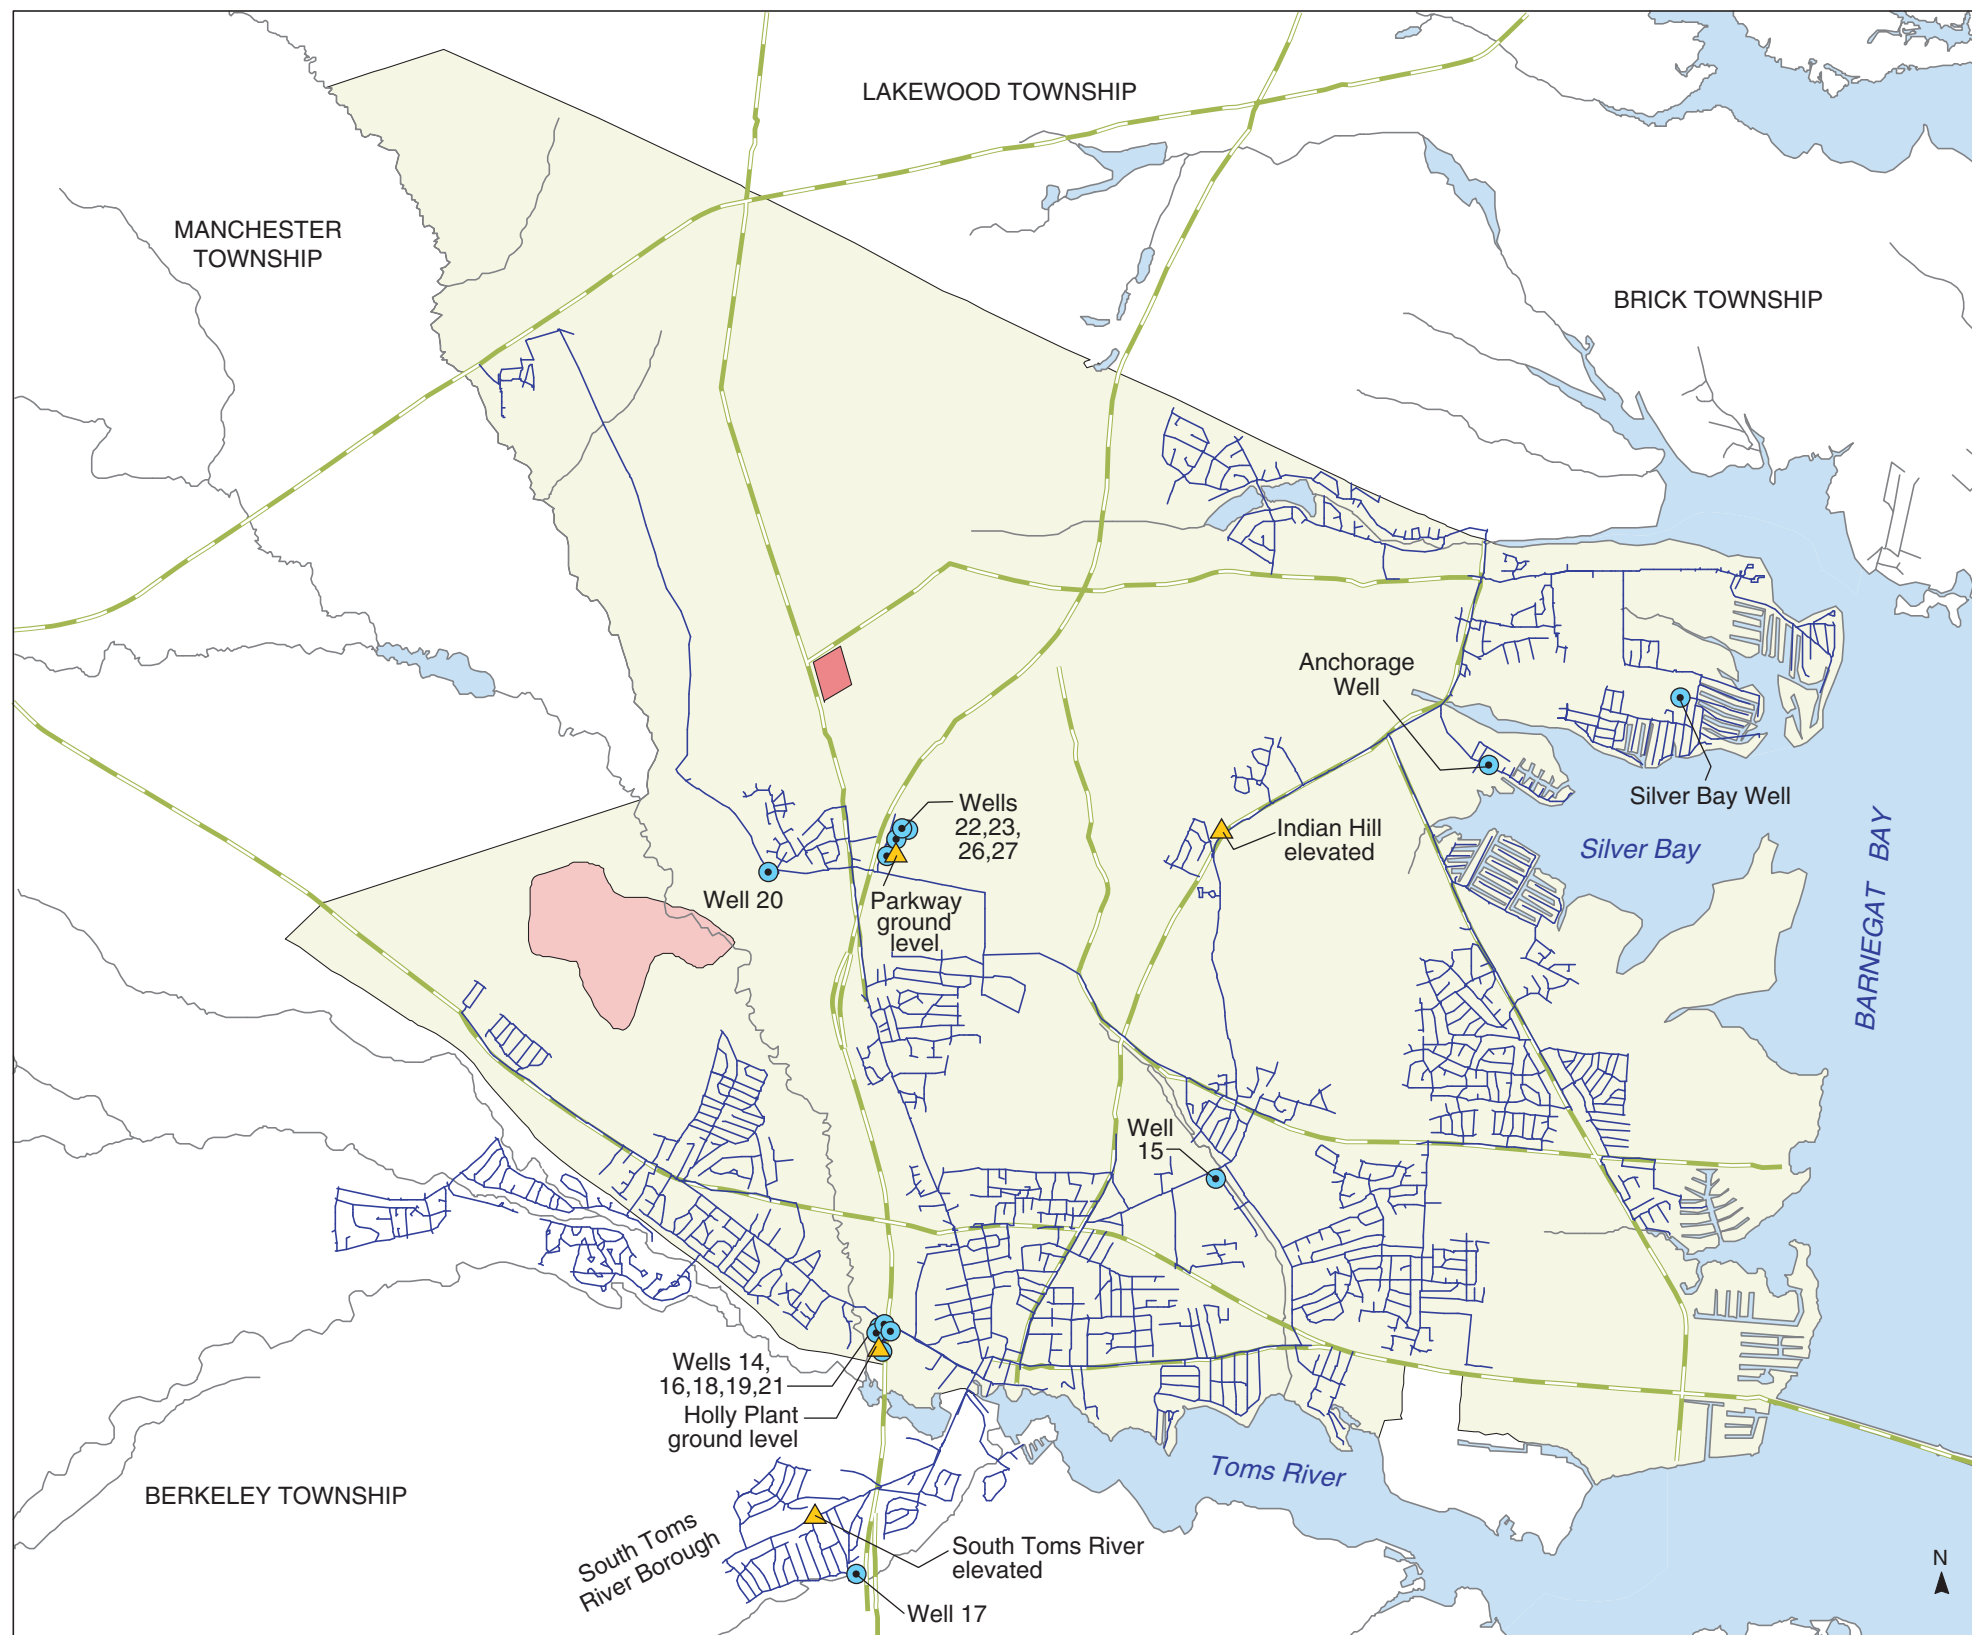 LAKEWOOD TOWNSHIP
MANCHESTER
TOWNSHIP
BRICK TOWNSHIP
Anchorage
Well
Silver Bay Well
Wells
22,23,
26,27
Indian Hill
elevated
Silver Bay
BARNEGAT BAY
Well 20
Parkway
ground
level
Well
15
Wells 14,
16,18,19,21
Holly Plant
ground level
Toms River
BERKELEY TOWNSHIP
South Toms
River Borough
South Toms River
elevated
Well 17
N